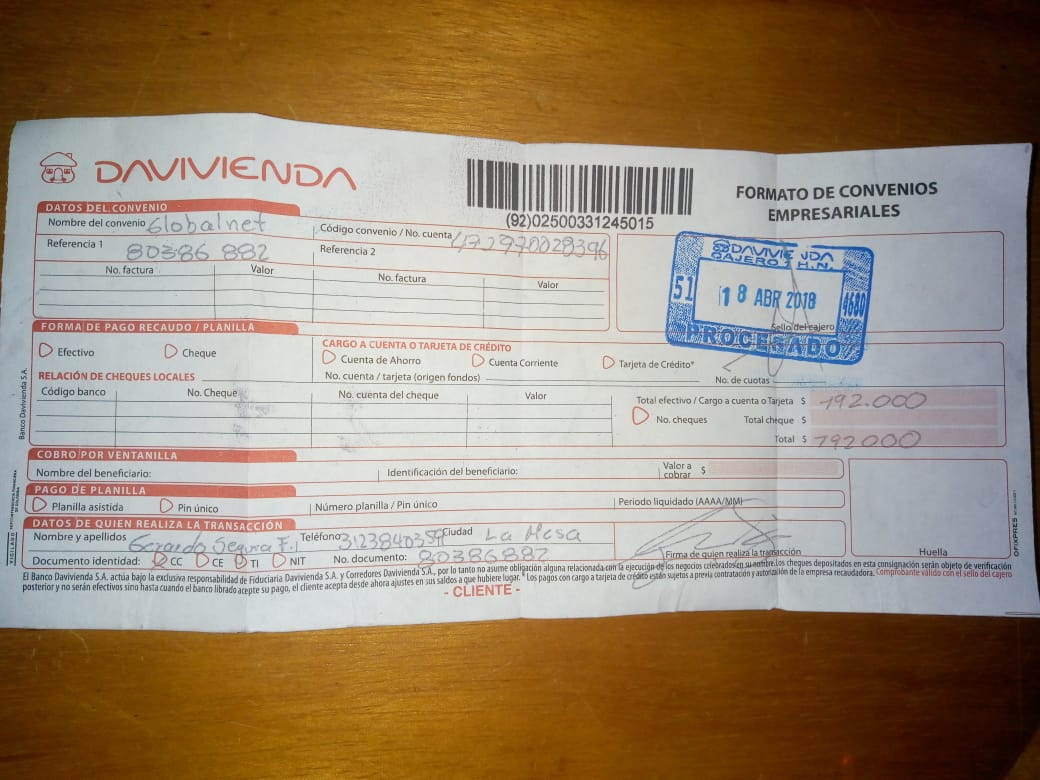 DAVIVIENDA
(92)02500331245015
FORMATO DE CONVENIOS
EMPRESARIALES
DATOS DEL CONVENIO
Nombre del convenio Globalnet
Código convenio / No. cuenta
Referencia 1 80386 882
Referencia 2
No. factura Valor No. factura Valor
DAVIVIENDA
CAJERO 7 H.N.
51 18 ABR 2018 4680
Sello del cajero
PROCESADO
FORMA DE PAGO RECAUDO / PLANILLA
Efectivo Cheque
CARGO A CUENTA O TARJETA DE CRÉDITO
Cuenta de Ahorro Cuenta Corriente Tarjeta de Crédito*
No. cuenta / tarjeta (origen fondos) No. de cuotas
RELACIÓN DE CHEQUES LOCALES
Código banco No. Cheque No. cuenta del cheque Valor
Total efectivo / Cargo a cuenta o Tarjeta $ 192.000
No. cheques Total cheque $
Total $ 192000
COBRO POR VENTANILLA
Nombre del beneficiario: Identificación del beneficiario: Valor a cobrar $
PAGO DE PLANILLA
Planilla asistida Pin único Número planilla / Pin único Periodo liquidado (AAAA/MM)
DATOS DE QUIEN REALIZA LA TRANSACCIÓN
Nombre y apellidos Gerardo Segura F. Teléfono Ciudad La Mesa
Documento identidad: CC CE TI NIT No. documento: 80386882
Firma de quien realiza la transacción
Huella
El Banco Davivienda S.A. actúa bajo la exclusiva responsabilidad de Fiduciaria Davivienda S.A. y Corredores Davivienda S.A., por lo tanto no asume obligación alguna relacionada con la ejecución de los negocios celebrados en su nombre. Los cheques depositados en esta consignación serán objeto de verificación
posterior y no serán efectivos sino hasta cuando el banco librado acepte su pago, el cliente acepta desde ahora ajustes en sus saldos a que hubiere lugar. * Los pagos con cargo a tarjeta de crédito están sujetos a previa contratación y autorización de la empresa recaudadora. Comprobante válido con el sello del cajero
- CLIENTE -
Banco Davivienda S.A.
VIGILADO
OFIXPRES